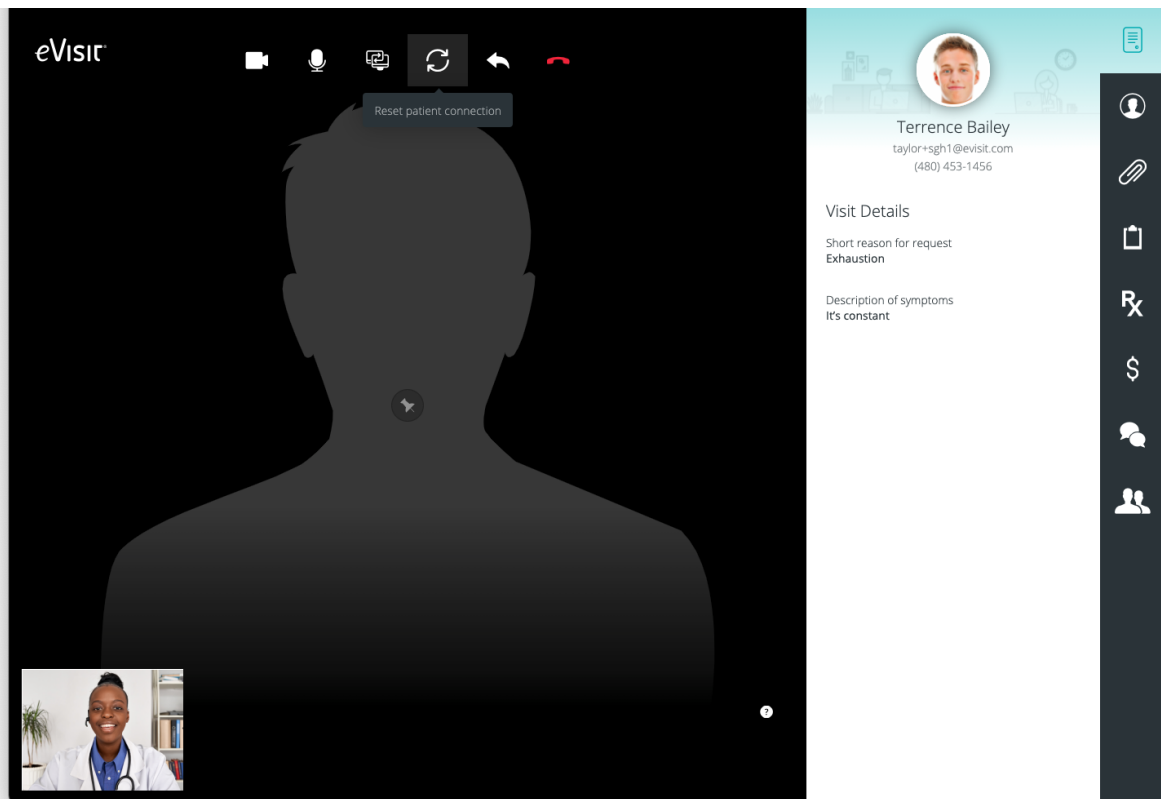 eVisit
Reset patient connection
Terrence Bailey
taylor+sgh1@evisit.com
(480) 453-1456
Visit Details
Short reason for request
Exhaustion
Description of symptoms
It's constant
Rx
$
?